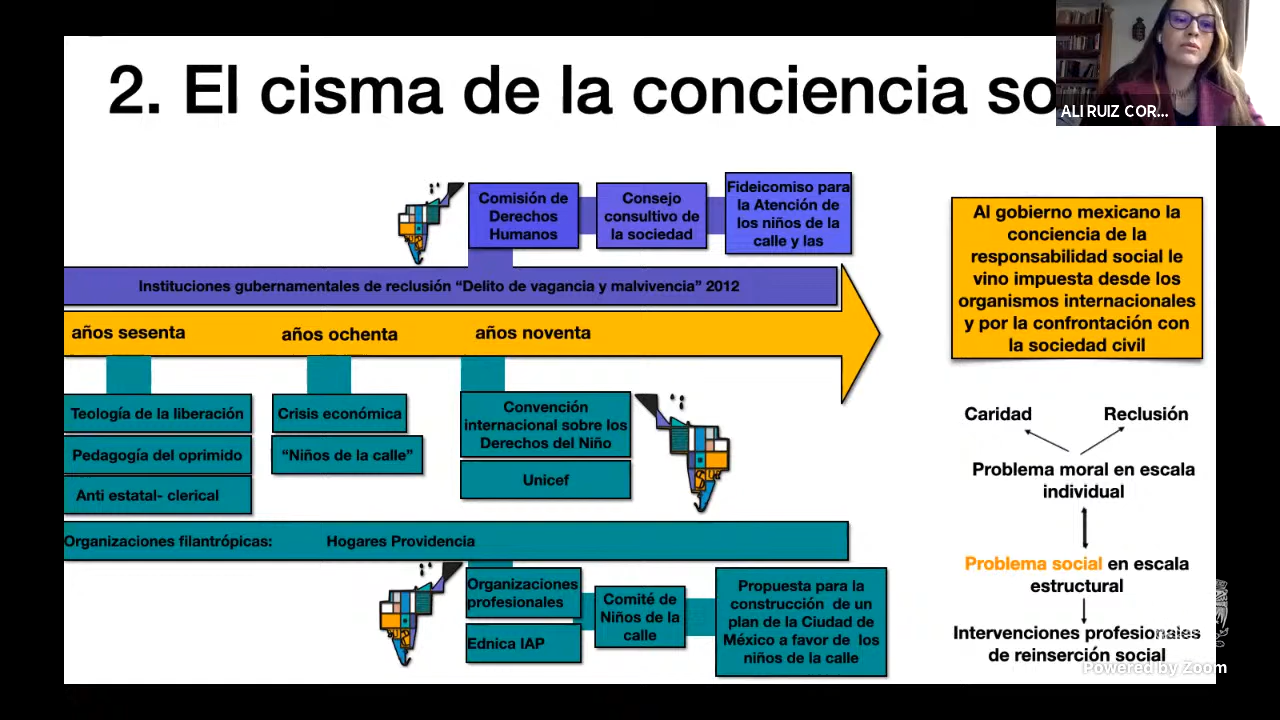 2. El cisma de la conciencia so
ALI RUIZ COR...
Comisión de
Derechos
Humanos
Consejo
consultivo de
la sociedad
Fideicomiso para
la Atención de
los niños de la
calle y las
Instituciones gubernamentales de reclusión “Delito de vagancia y malvivencia” 2012
años sesenta
años ochenta
años noventa
Teología de la liberación
Pedagogía del oprimido
Anti estatal- clerical
Crisis económica
“Niños de la calle”
Convención
internacional sobre los
Derechos del Niño
Unicef
Organizaciones filantrópicas: Hogares Providencia
Organizaciones
profesionales
Ednica IAP
Comité de
Niños de la
calle
Propuesta para la
construcción de un
plan de la Ciudad de
México a favor de los
niños de la calle
Al gobierno mexicano la
conciencia de la
responsabilidad social le
vino impuesta desde los
organismos internacionales
y por la confrontación con
la sociedad civil
Caridad
Reclusión
Problema moral en escala
individual
Problema social en escala
estructural
Intervenciones profesionales
de reinserción social
Powered by Zoom